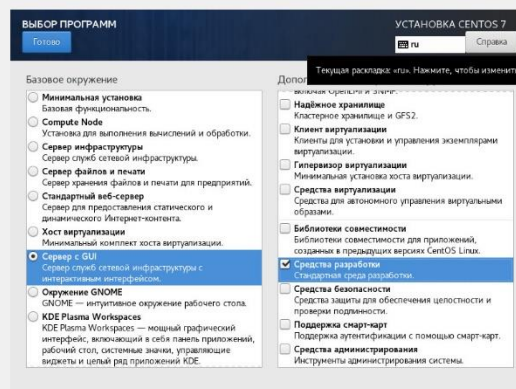 ВЫБОР ПРОГРАММ
Готово
УСТАНОВКА CENTOS 7
ru
Справка
Текущая раскладка: «ru». Нажмите, чтобы изменить
Базовое окружение
Минимальная установка
Базовая функциональность.
Compute Node
Установка для выполнения вычислений и обработки.
Сервер инфраструктуры
Сервер служб сетевой инфраструктуры.
Сервер файлов и печати
Сервер хранения файлов и печати для предприятий.
Стандартный веб-сервер
Сервер для предоставления статического и
динамического Интернет-контента.
Хост виртуализации
Минимальный комплект хоста виртуализации.
Сервер с GUI
Сервер служб сетевой инфраструктуры с
интерактивным интерфейсом.
Окружение GNOME
GNOME — интуитивное окружение рабочего стола.
KDE Plasma Workspaces
KDE Plasma Workspaces — мощный графический
интерфейс, включающий в себя панель приложений,
рабочий стол, системные значки, управляющие
виджеты и целый ряд приложений KDE.
Допол
включая OpenLMI и SNMP.
Надёжное хранилище
Кластерное хранилище и GFS2.
Клиент виртуализации
Клиенты для установки и управления экземплярами
виртуализации.
Гипервизор виртуализации
Минимальная установка хоста виртуализации.
Средства виртуализации
Средства для автономного управления виртуальными
образами.
Библиотеки совместимости
Библиотеки совместимости для приложений,
созданных в предыдущих версиях CentOS Linux.
Средства разработки
Стандартная среда разработки.
Средства безопасности
Средства защиты для обеспечения целостности и
проверки подлинности.
Поддержка смарт-карт
Поддержка аутентификации с помощью смарт-карт.
Средства администрирования
Инструменты администрирования системы.